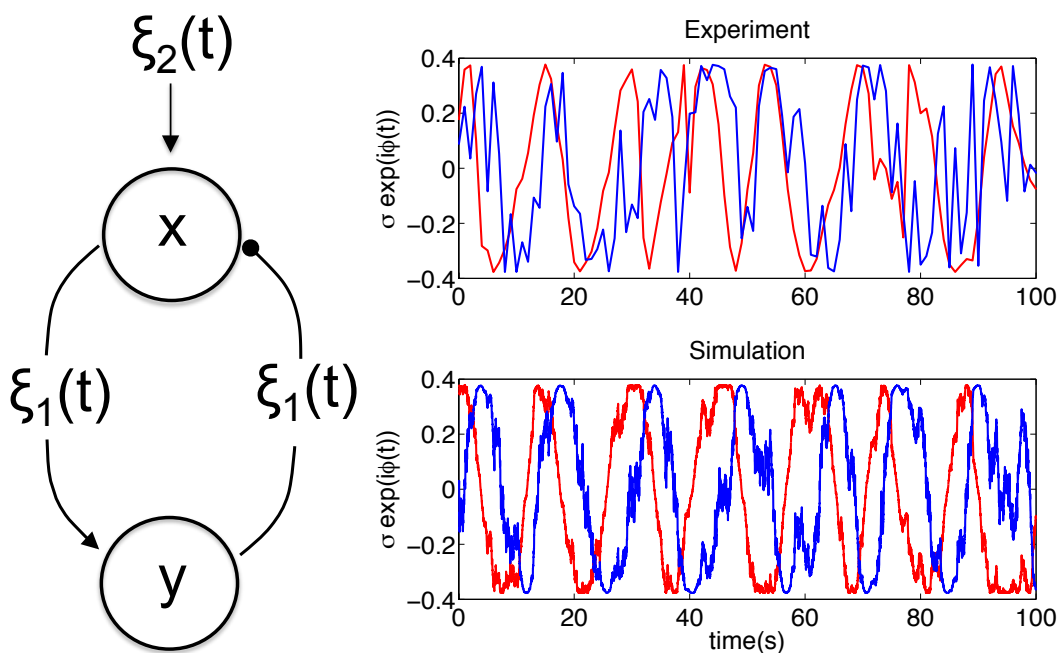 ξ₂(t)
x
ξ₁(t)
ξ₁(t)
y
Experiment
σ exp(iφ(t))
0.4
0.2
0
−0.2
−0.4
0 20 40 60 80 100
Simulation
σ exp(iφ(t))
0.4
0.2
0
−0.2
−0.4
0 20 40 60 80 100
time(s)